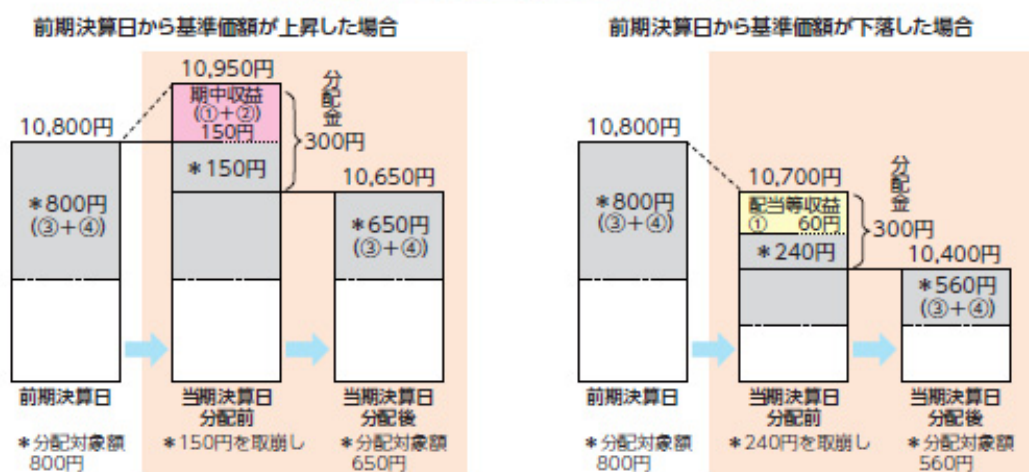 前期決算日から基準価額が上昇した場合
10,950円
期中収益
(①+②)
150円
分配金
300円
10,800円
*150円
10,650円
*800円
(③+④)
*650円
(③+④)
前期決算日
当期決算日
分配前
当期決算日
分配後
*分配対象額
800円
*150円を取崩し
*分配対象額
650円
前期決算日から基準価額が下落した場合
10,800円
10,700円
分配金
300円
配当等収益
① 60円
*800円
(③+④)
*240円
10,400円
*560円
(③+④)
前期決算日
当期決算日
分配前
当期決算日
分配後
*分配対象額
800円
*240円を取崩し
*分配対象額
560円